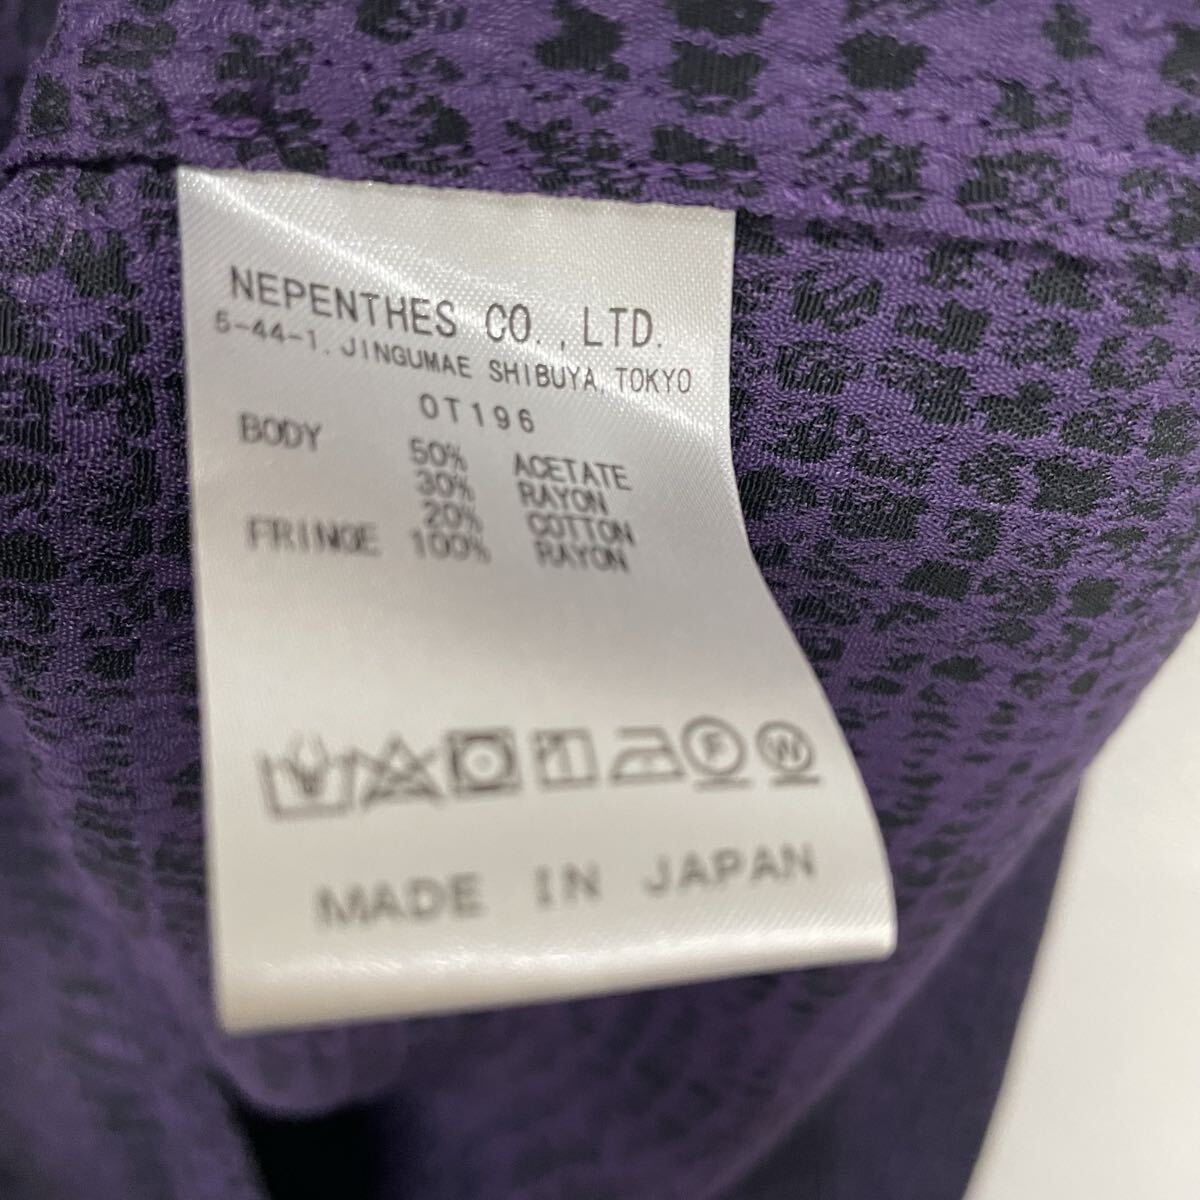 NEPENTHES CO.,LTD.
5-44-1.JINGUMAE SHIBUYA,TOKYO
OT196
BODY 50% ACETATE
30% RAYON
20% COTTON
FRINGE 100% RAYON
F W
MADE IN JAPAN